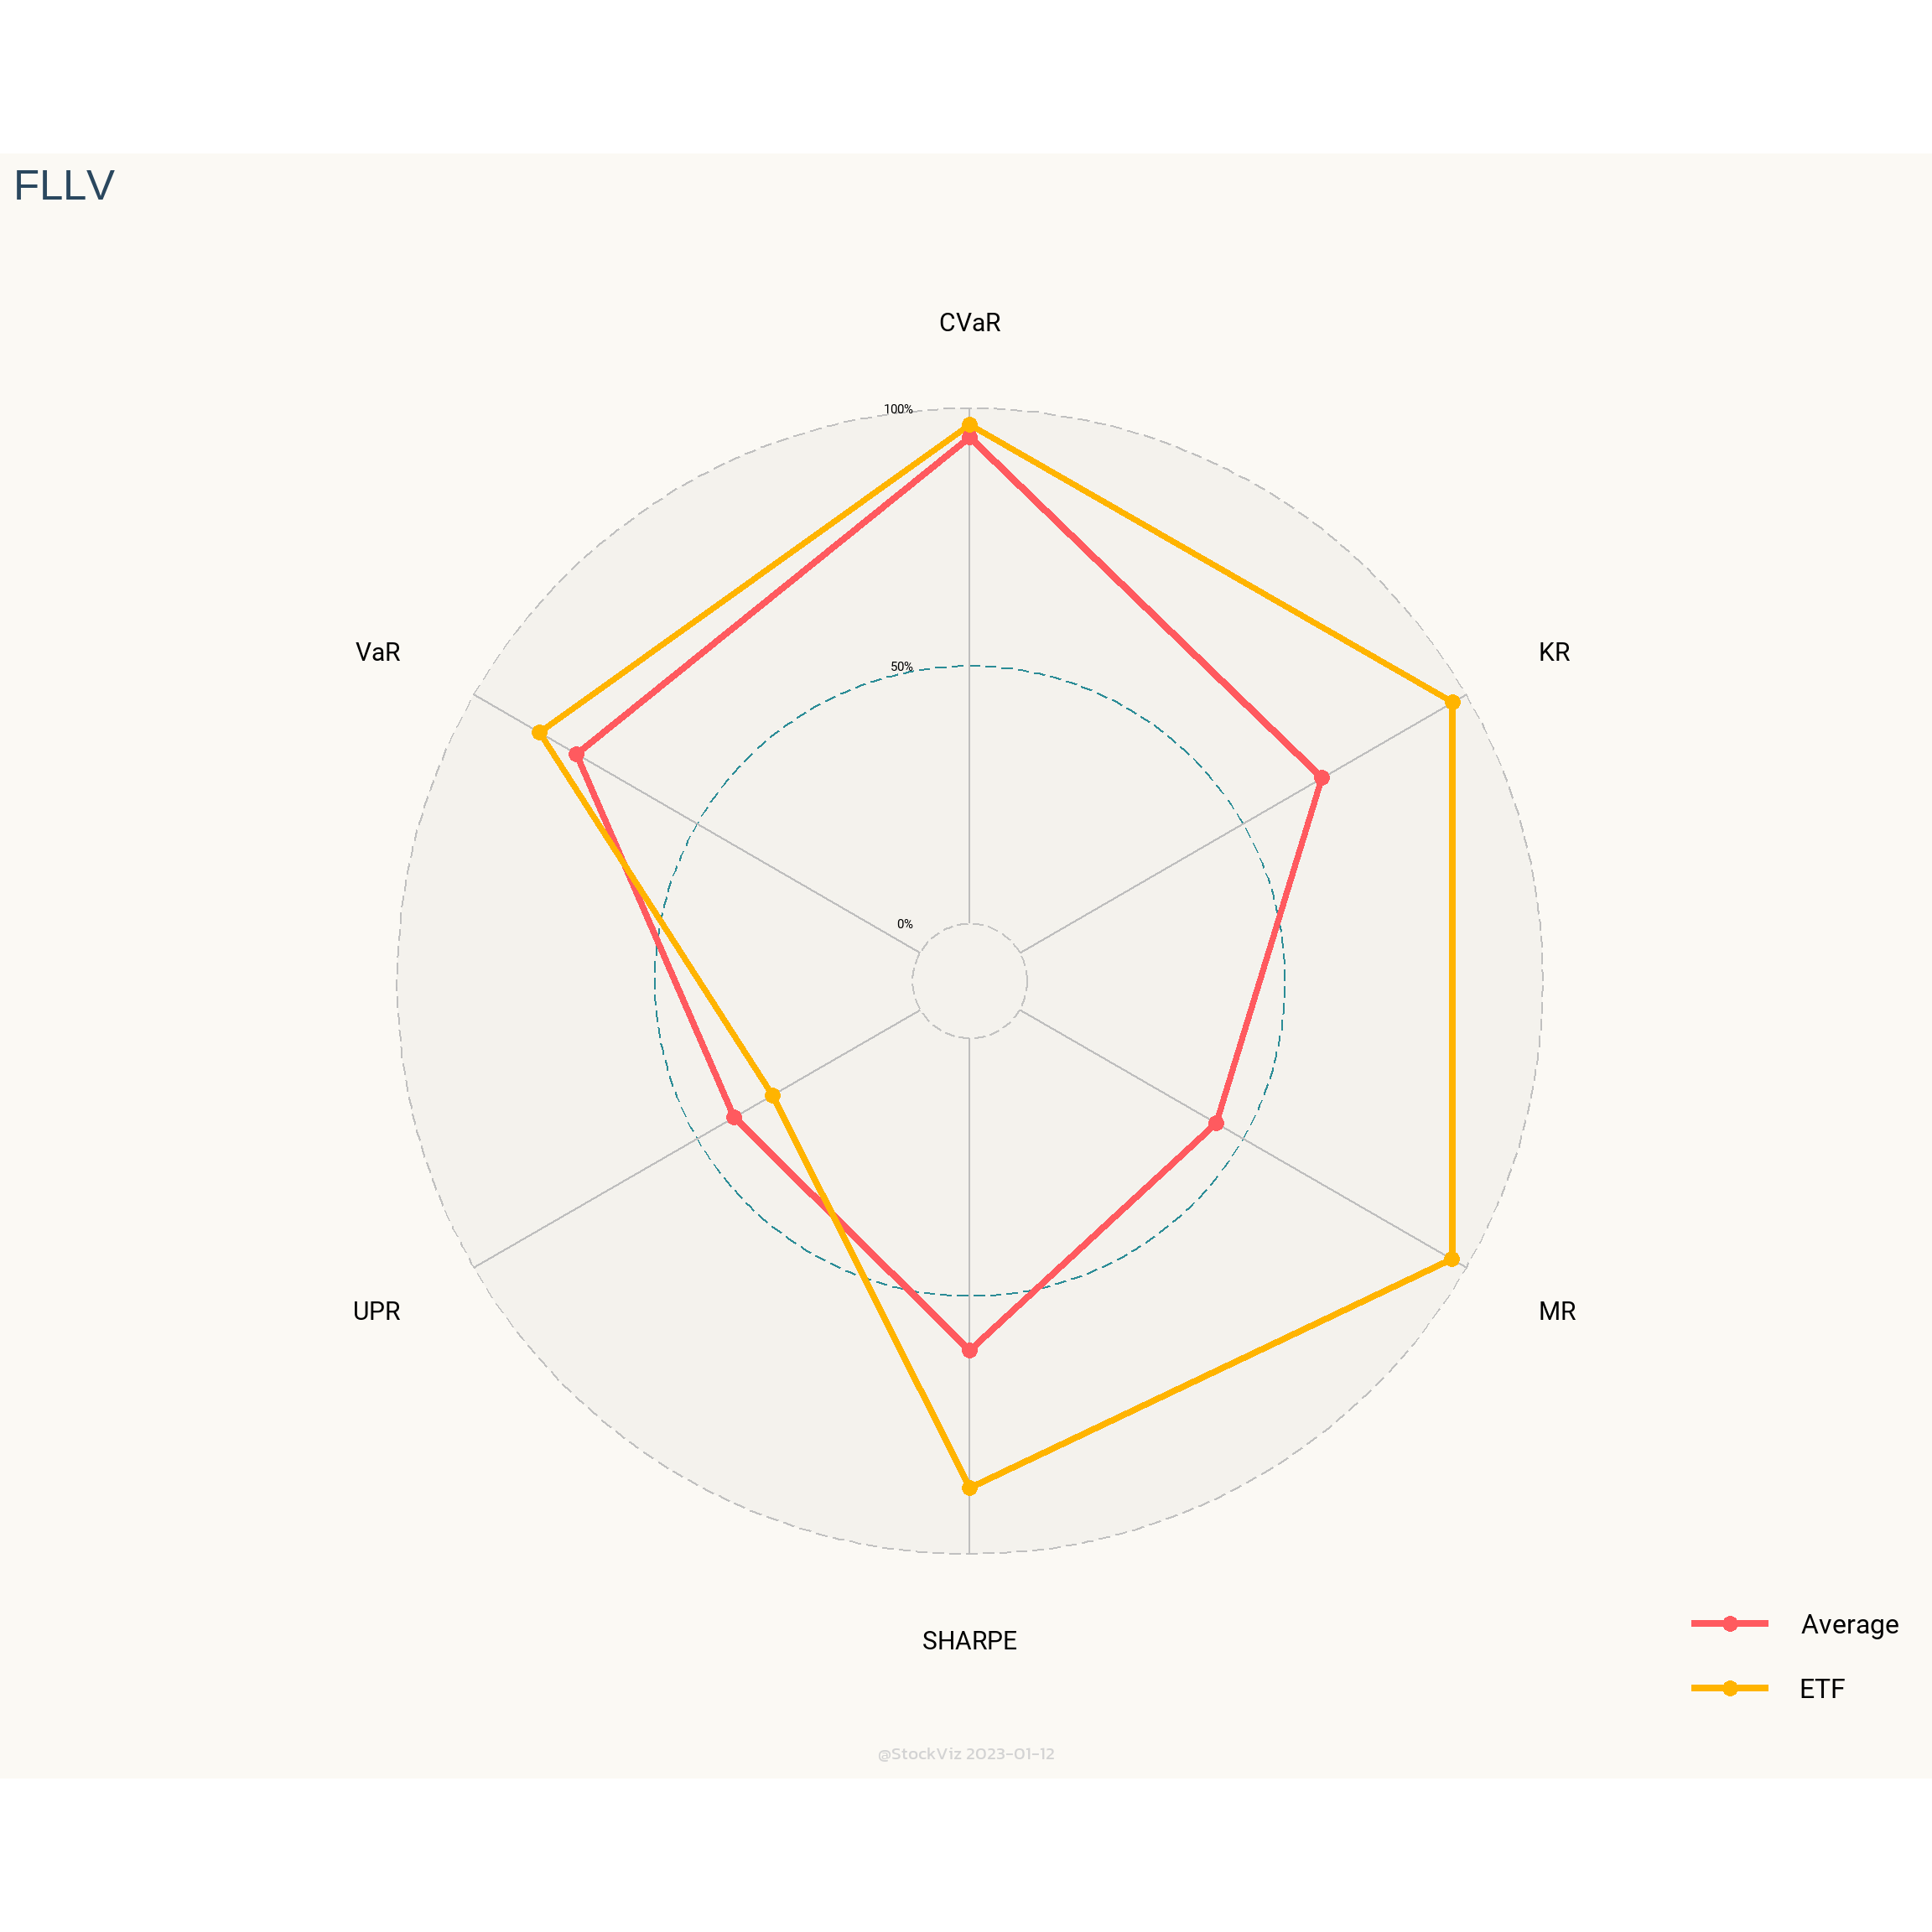 FLLV
CVaR
100%
KR
VaR
50%
0%
UPR
MR
SHARPE
Average
ETF
@StockViz 2023-01-12